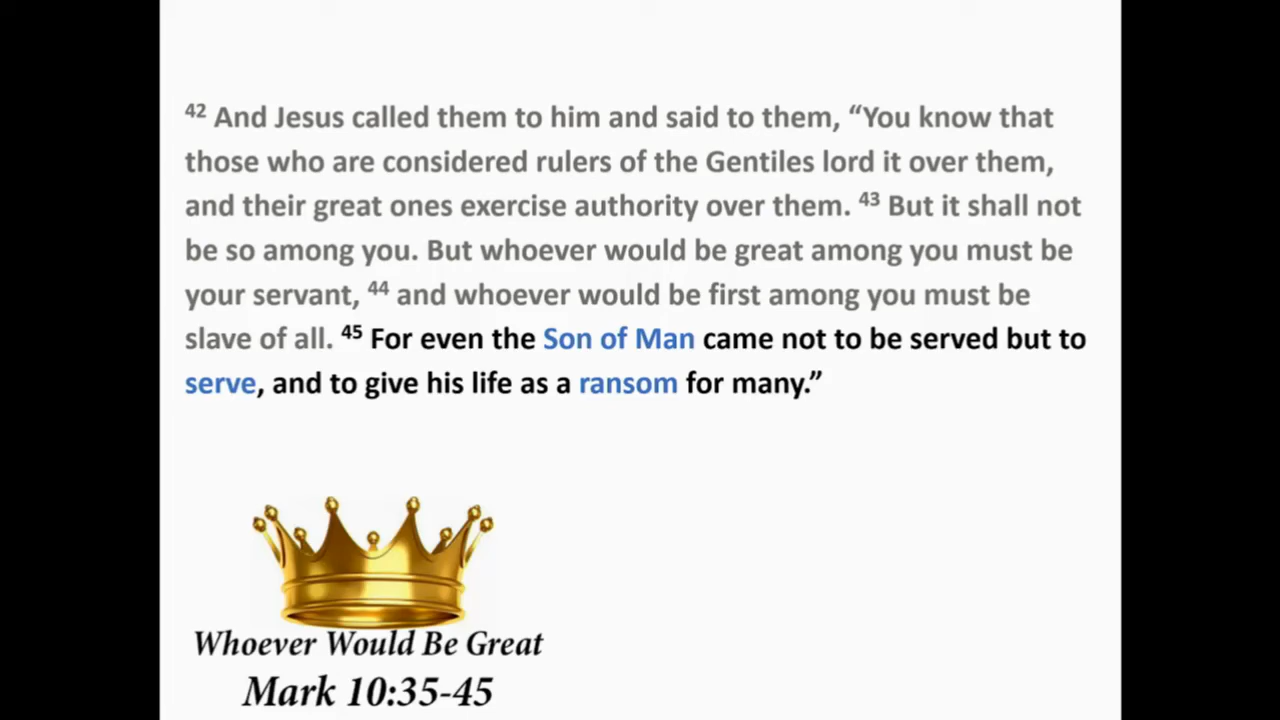 42 And Jesus called them to him and said to them, “You know that
those who are considered rulers of the Gentiles lord it over them,
and their great ones exercise authority over them. 43 But it shall not
be so among you. But whoever would be great among you must be
your servant, 44 and whoever would be first among you must be
slave of all. 45 For even the Son of Man came not to be served but to
serve, and to give his life as a ransom for many.”
Whoever Would Be Great
Mark 10:35-45